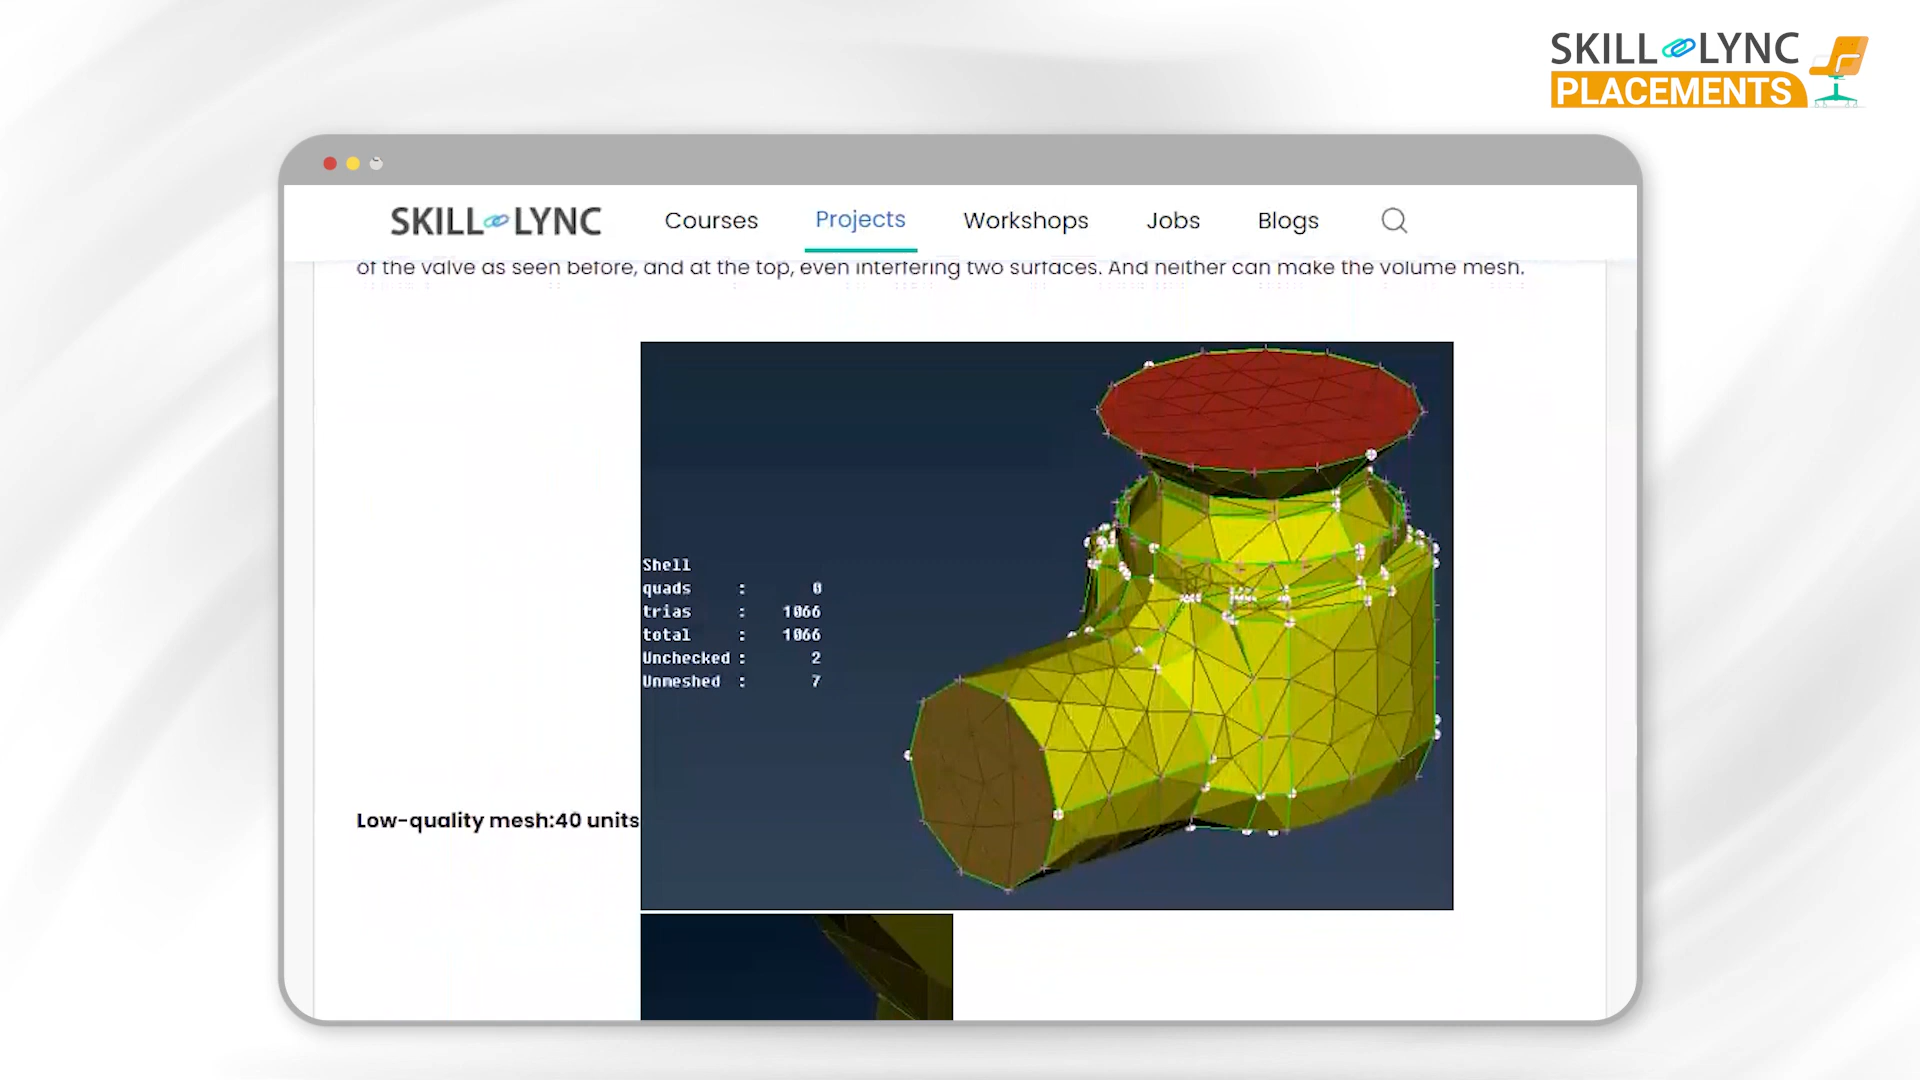 SKILL LYNC
PLACEMENTS
SKILL LYNC Courses Projects Workshops Jobs Blogs
of the valve as seen before, and at the top, even interfering two surfaces. And neither can make the volume mesh.
Shell
quads : 0
trias : 1066
total : 1066
Unchecked : 2
Unmeshed : 7
Low-quality mesh:40 units